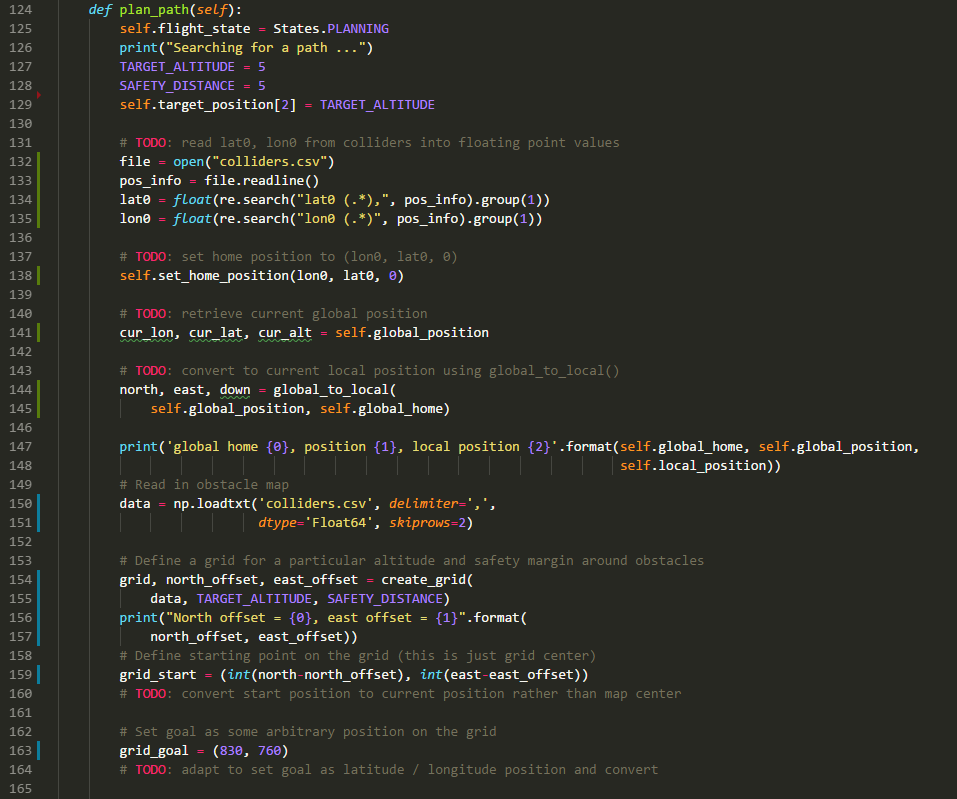 124 def plan_path(self):
125 self.flight_state = States.PLANNING
126 print("Searching for a path ...")
127 TARGET_ALTITUDE = 5
128 SAFETY_DISTANCE = 5
129 self.target_position[2] = TARGET_ALTITUDE
130
131 # TODO: read lat0, lon0 from colliders into floating point values
132 file = open("colliders.csv")
133 pos_info = file.readline()
134 lat0 = float(re.search("lat0 (.*),", pos_info).group(1))
135 lon0 = float(re.search("lon0 (.*)", pos_info).group(1))
136
137 # TODO: set home position to (lon0, lat0, 0)
138 self.set_home_position(lon0, lat0, 0)
139
140 # TODO: retrieve current global position
141 cur_lon, cur_lat, cur_alt = self.global_position
142
143 # TODO: convert to current local position using global_to_local()
144 north, east, down = global_to_local(
145 self.global_position, self.global_home)
146
147 print('global home {0}, position {1}, local position {2}'.format(self.global_home, self.global_position,
148 self.local_position))
149 # Read in obstacle map
150 data = np.loadtxt('colliders.csv', delimiter=',',
151 dtype='Float64', skiprows=2)
152
153 # Define a grid for a particular altitude and safety margin around obstacles
154 grid, north_offset, east_offset = create_grid(
155 data, TARGET_ALTITUDE, SAFETY_DISTANCE)
156 print("North offset = {0}, east offset = {1}".format(
157 north_offset, east_offset))
158 # Define starting point on the grid (this is just grid center)
159 grid_start = (int(north-north_offset), int(east-east_offset))
160 # TODO: convert start position to current position rather than map center
161
162 # Set goal as some arbitrary position on the grid
163 grid_goal = (830, 760)
164 # TODO: adapt to set goal as latitude / longitude position and convert
165